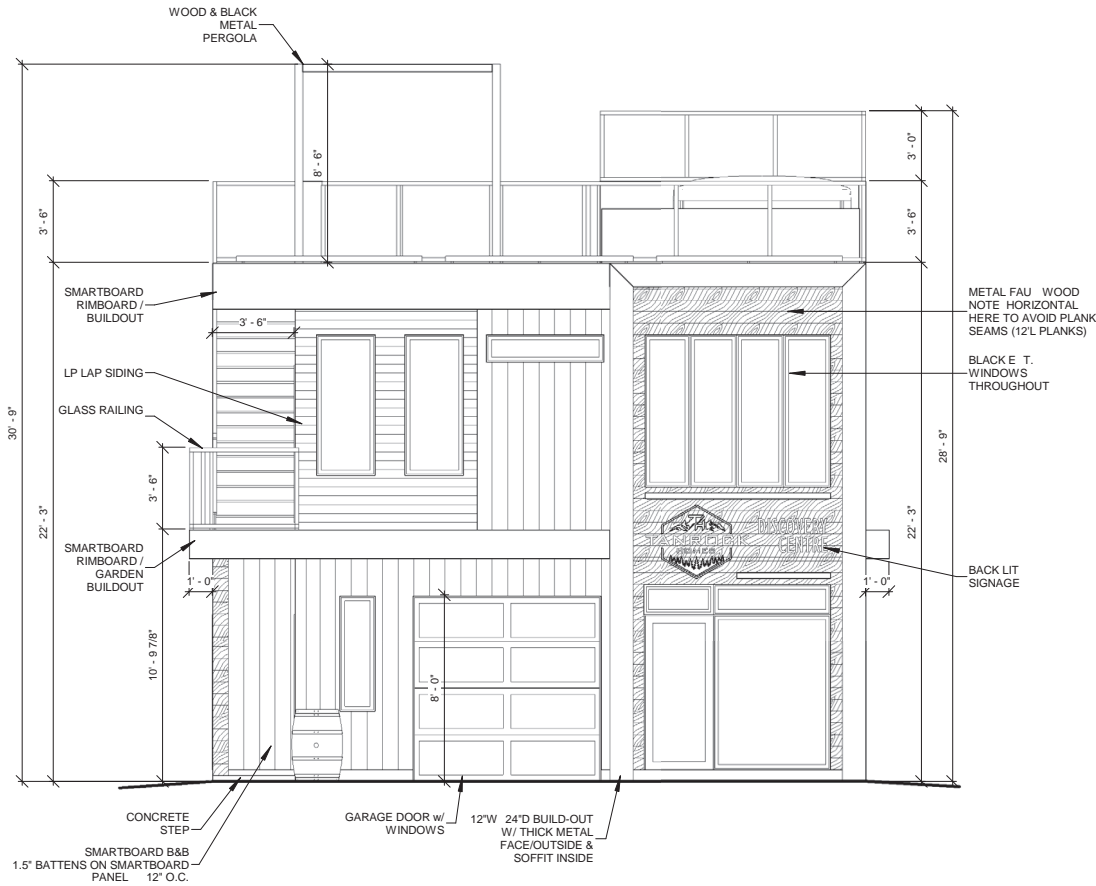 WOOD & BLACK
METAL
PERGOLA
8' - 6"
3' - 0"
3' - 6"
3' - 6"
SMARTBOARD
RIMBOARD /
BUILDOUT
3' - 6"
METAL FAU WOOD
NOTE HORIZONTAL
HERE TO AVOID PLANK
SEAMS (12'L PLANKS)
LP LAP SIDING
BLACK E T.
WINDOWS
THROUGHOUT
GLASS RAILING
30' - 9"
28' - 9"
3' - 6"
22' - 3"
22' - 3"
TANROCK
HOMES
DISCOVERY
CENTRE
SMARTBOARD
RIMBOARD /
GARDEN
BUILDOUT
1' - 0"
1' - 0"
BACK LIT
SIGNAGE
10' - 9 7/8"
8' - 0"
CONCRETE
STEP
SMARTBOARD B&B
1.5" BATTENS ON SMARTBOARD
PANEL 12" O.C.
GARAGE DOOR w/
WINDOWS
12"W 24"D BUILD-OUT
W/ THICK METAL
FACE/OUTSIDE &
SOFFIT INSIDE